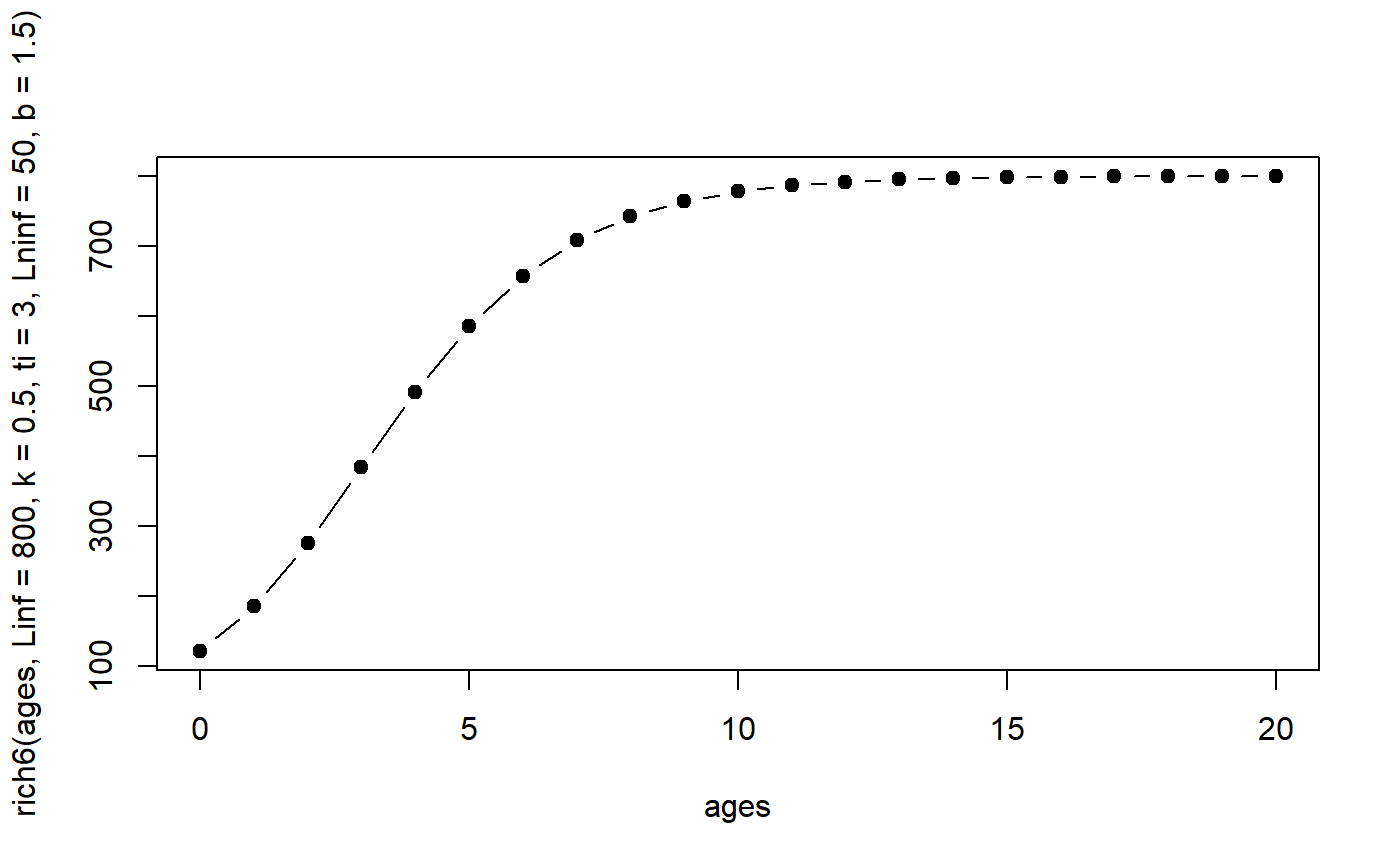 rich6(ages, Linf = 800, k = 0.5, ti = 3, Lninf = 50, b = 1.5)
700
500
300
100
0 5 10 15 20
ages